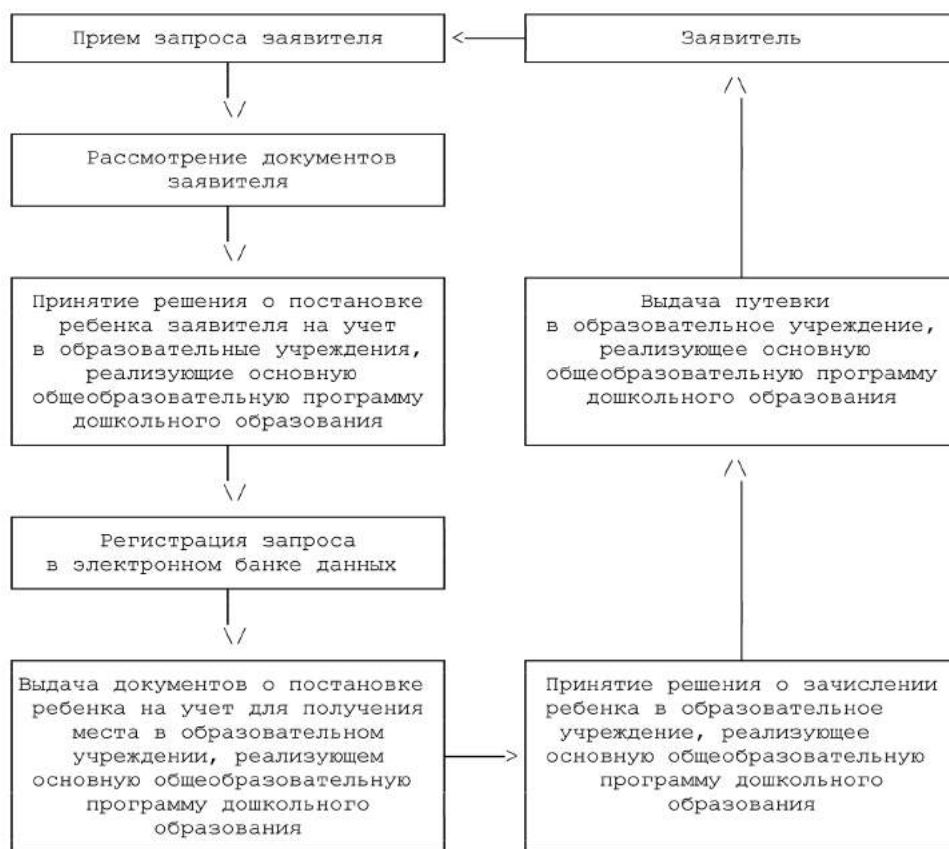 Прием запроса заявителя
<
Заявитель
\/
/\
Рассмотрение документов
заявителя
\/
Принятие решения о постановке
ребенка заявителя на учет
в образовательные учреждения,
реализующие основную
общеобразовательную программу
дошкольного образования
Выдача путевки
в образовательное учреждение,
реализующее основную
общеобразовательную программу
дошкольного образования
\/
/\
Регистрация запроса
в электронном банке данных
\/
Выдача документов о постановке
ребенка на учет для получения
места в образовательном
учреждении, реализующем
основную общеобразовательную
программу дошкольного
образования
>
Принятие решения о зачислении
ребенка в образовательное
учреждение, реализующее
основную общеобразовательную
программу дошкольного
образования